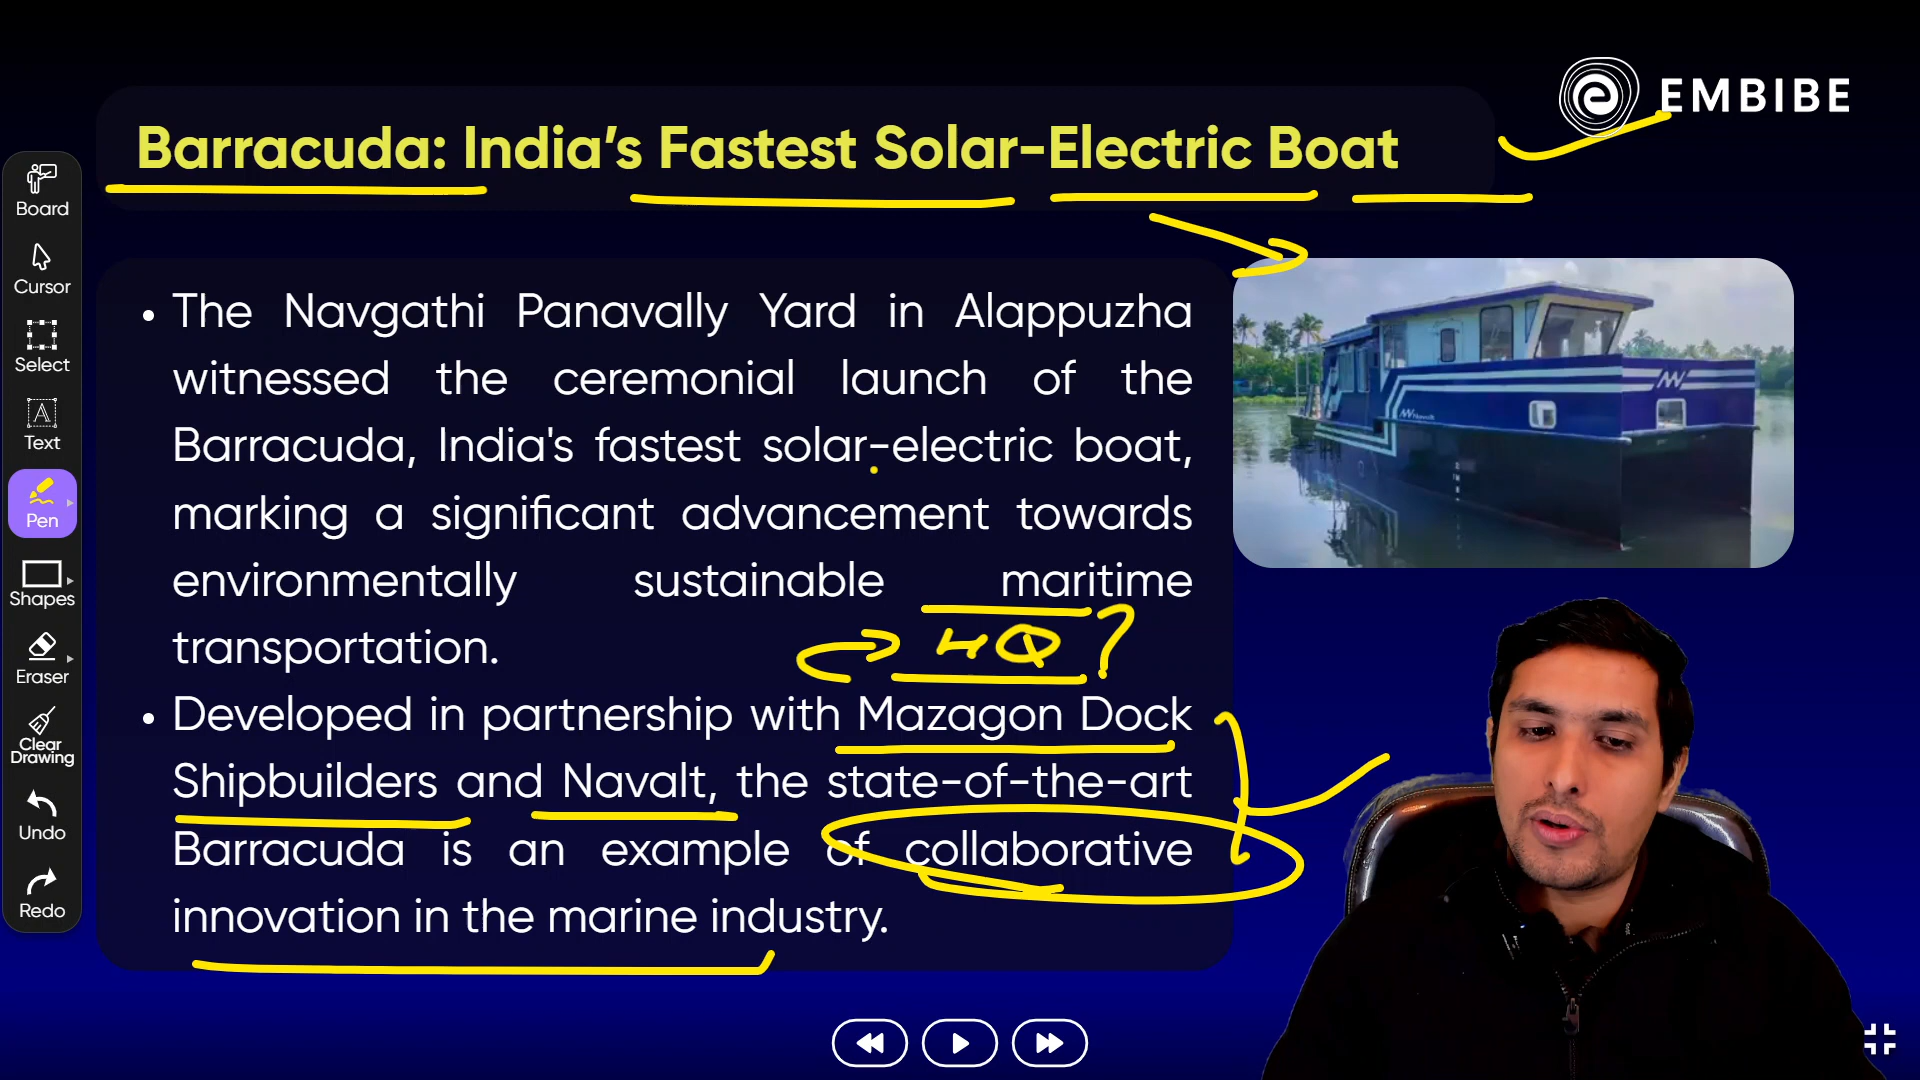 EMBIBE
Barracuda: India's Fastest Solar-Electric Boat
Board
Cursor
Select
Text
Pen
Shapes
Eraser
Clear
Drawing
Undo
Redo
• The Navgathi Panavally Yard in Alappuzha
witnessed the ceremonial launch of the
Barracuda, India's fastest solar-electric boat,
marking a significant advancement towards
environmentally sustainable maritime
transportation.
HQ?
• Developed in partnership with Mazagon Dock
Shipbuilders and Navalt, the state-of-the-art
Barracuda is an example of collaborative
innovation in the marine industry.